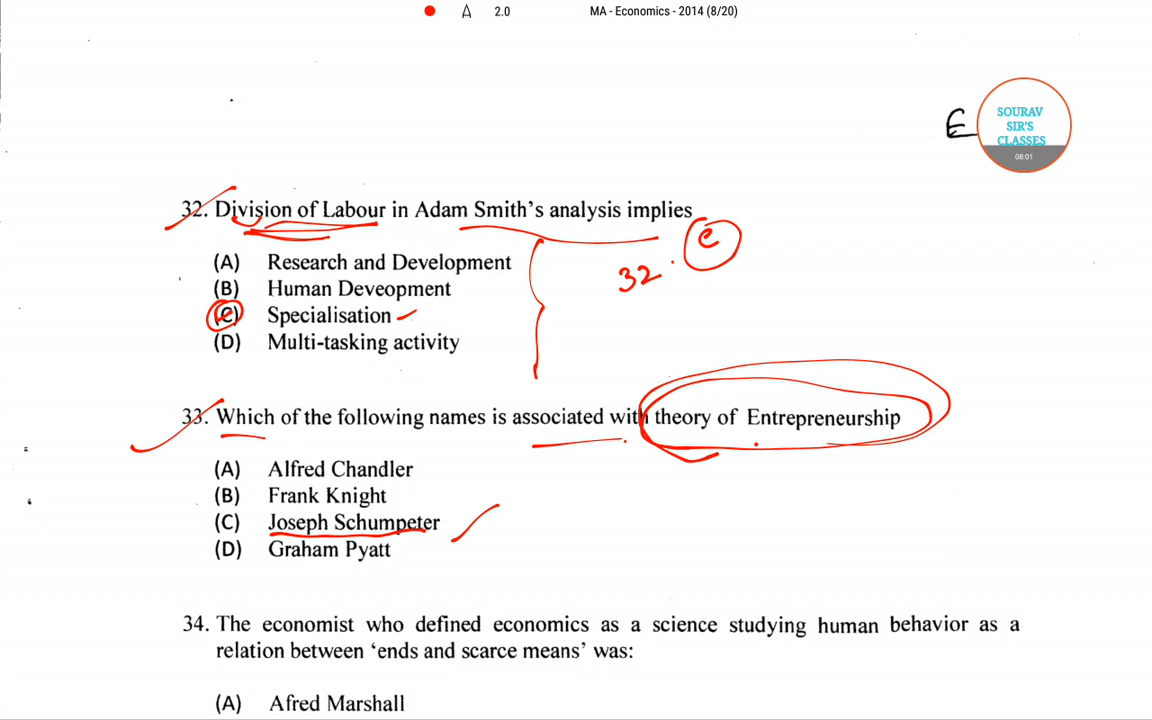 2.0 MA - Economics - 2014 (8/20)
E
SOURAV
SIR'S
CLASSES
08:01
32. Division of Labour in Adam Smith's analysis implies
(A) Research and Development
(B) Human Deveopment
(C) Specialisation
(D) Multi-tasking activity
32. C
33. Which of the following names is associated with theory of Entrepreneurship
(A) Alfred Chandler
(B) Frank Knight
(C) Joseph Schumpeter
(D) Graham Pyatt
34. The economist who defined economics as a science studying human behavior as a
relation between 'ends and scarce means' was:
(A) Afred Marshall